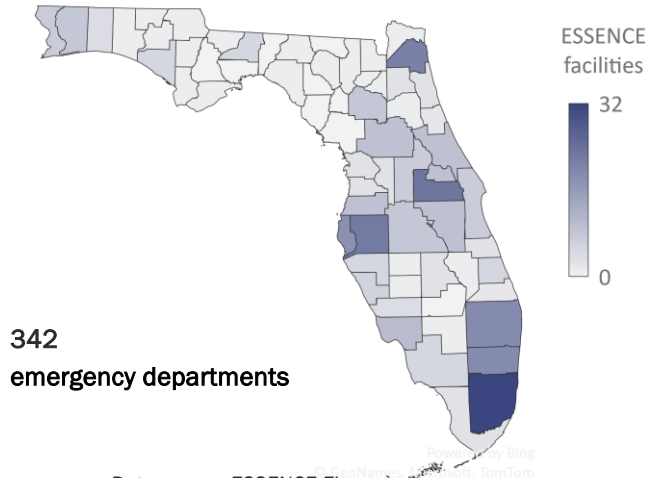 ESSENCE
facilities
32
0
342
emergency departments
Powered by Bing
© GeoNames, Microsoft, TomTom